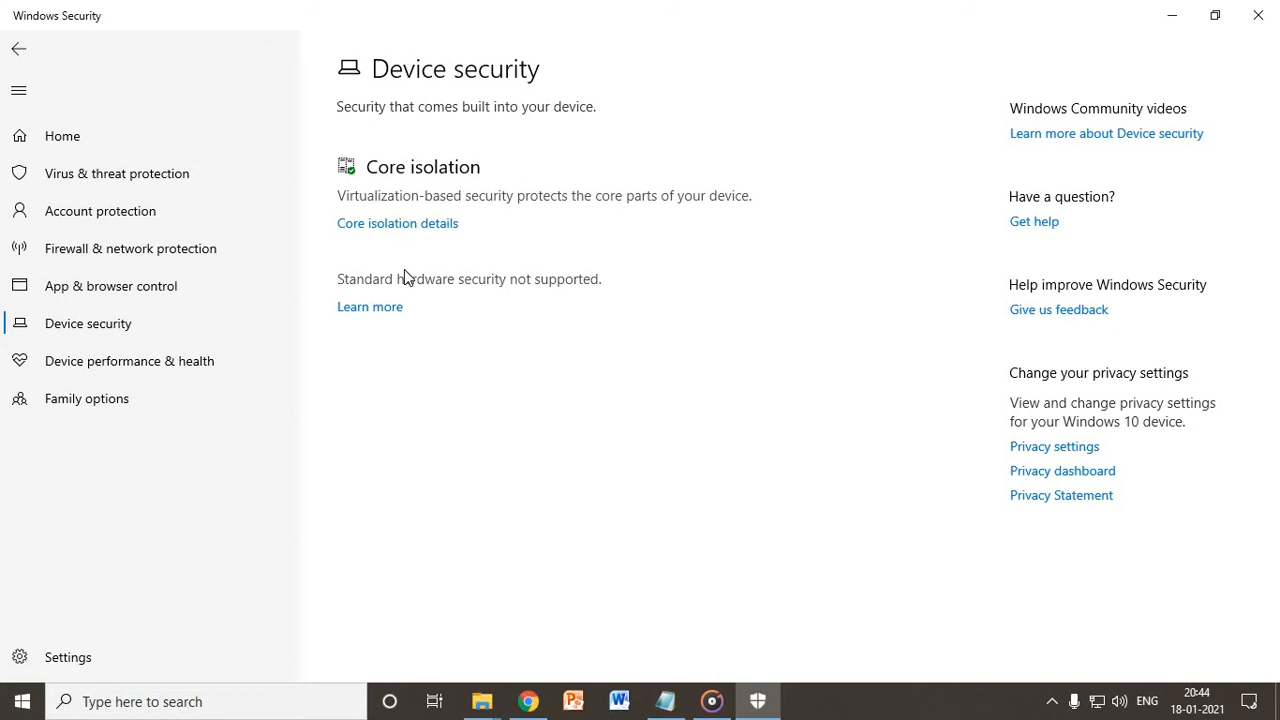 Windows Security
Home
Virus & threat protection
Account protection
Firewall & network protection
App & browser control
Device security
Device performance & health
Family options
Settings
Device security
Security that comes built into your device.
Core isolation
Virtualization-based security protects the core parts of your device.
Core isolation details
Standard hardware security not supported.
Learn more
Windows Community videos
Learn more about Device security
Have a question?
Get help
Help improve Windows Security
Give us feedback
Change your privacy settings
View and change privacy settings
for your Windows 10 device.
Privacy settings
Privacy dashboard
Privacy Statement
Type here to search
ENG
20:44
18-01-2021